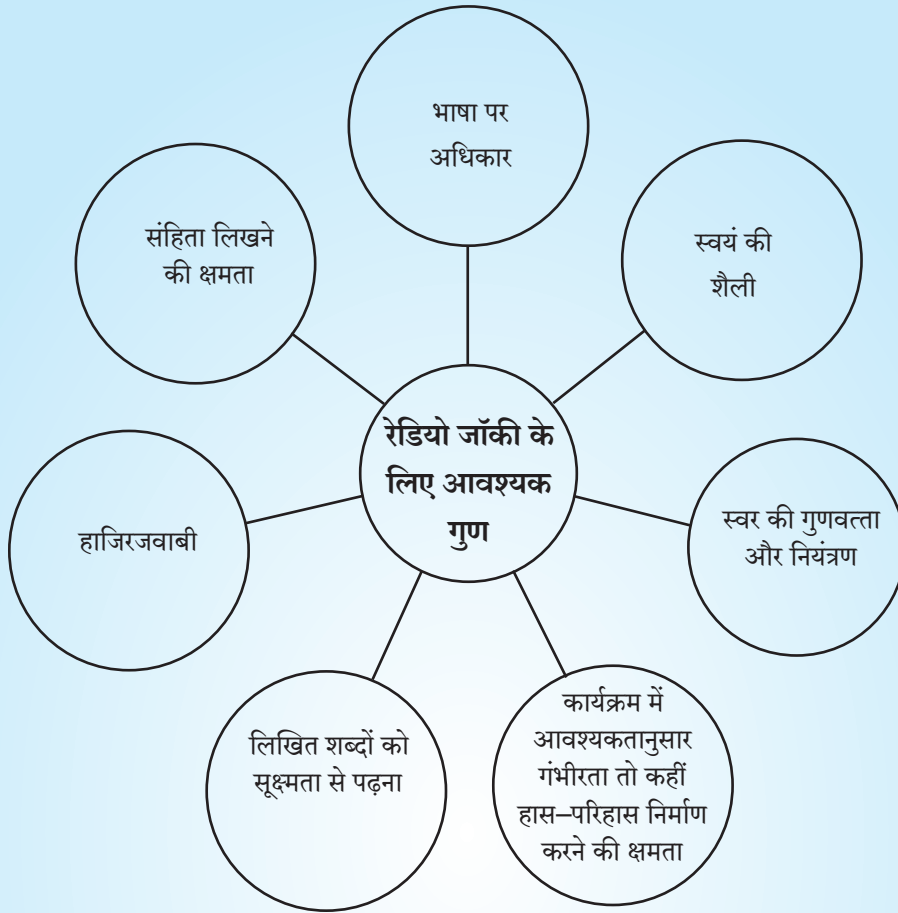 भाषा पर
अधिकार
संहिता लिखने
की क्षमता
स्वयं की
शैली
रेडियो जॉकी के
लिए आवश्यक
गुण
हाजिरजवाबी
स्वर की गुणवत्ता
और नियंत्रण
लिखित शब्दों को
सूक्ष्मता से पढ़ना
कार्यक्रम में
आवश्यकतानुसार
गंभीरता तो कहीं
हास–परिहास निर्माण
करने की क्षमता